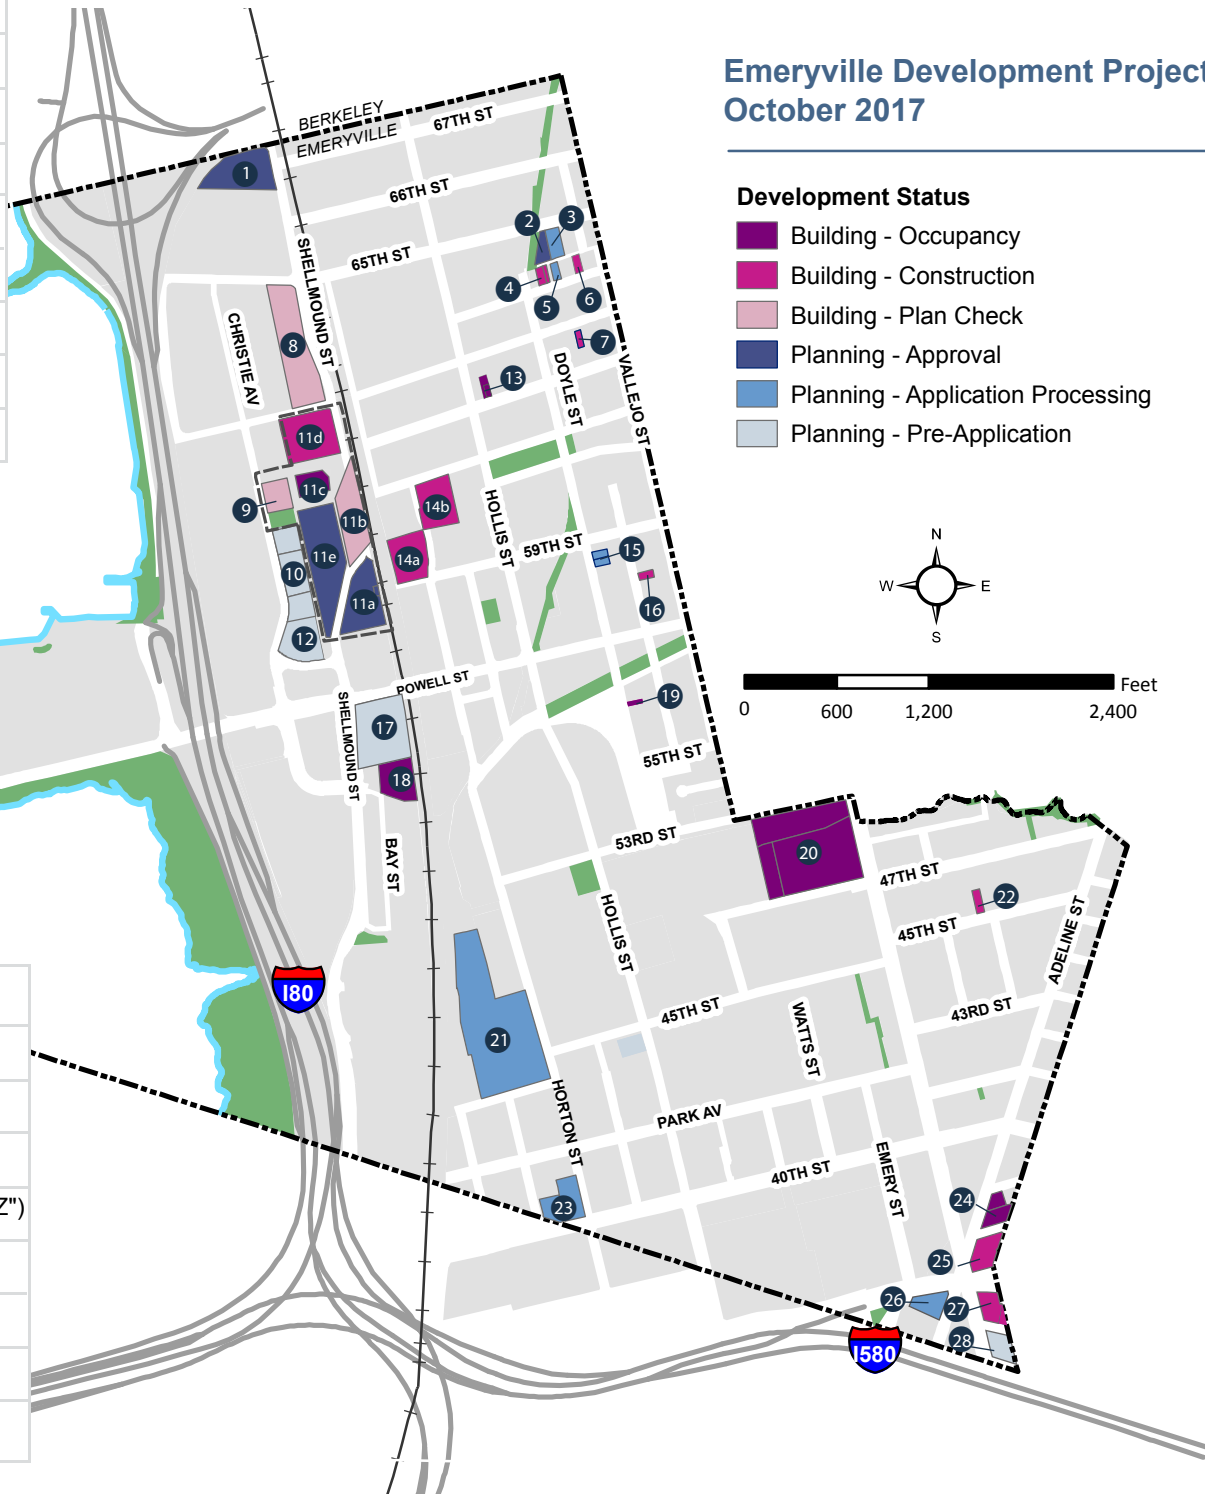 Emeryville Development Project
October 2017
Development Status
Building - Occupancy
Building - Construction
Building - Plan Check
Planning - Approval
Planning - Application Processing
Planning - Pre-Application
N
W
E
S
Feet
0
600
1,200
2,400
BERKELEY
EMERYVILLE
67TH ST
66TH ST
65TH ST
SHELLMOUND ST
CHRISTIE AV
DOYLE ST
VALLEJO ST
HOLLIS ST
59TH ST
POWELL ST
SHELLMOUND ST
55TH ST
53RD ST
BAY ST
47TH ST
45TH ST
ADELINE ST
HOLLIS ST
45TH ST
43RD ST
WATTS ST
PARK AV
HORTON ST
40TH ST
EMERY ST
I80
I580
1
2
3
4
5
6
7
8
13
11d
11c
9
11b
14b
11e
10
14a
11a
12
15
16
19
17
18
20
22
21
23
24
25
26
27
28
Z")